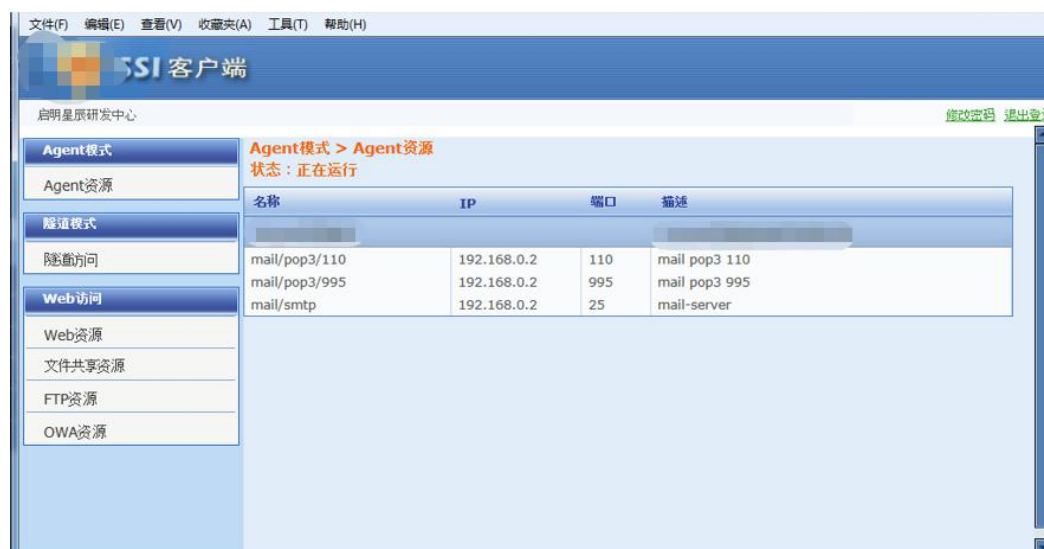 文件(F) 编辑(E) 查看(V) 收藏夹(A) 工具(T) 帮助(H)
SSI 客户端
启明星辰研发中心 修改密码 退出登
Agent模式
Agent资源
隧道模式
隧道访问
Web访问
Web资源
文件共享资源
FTP资源
OWA资源
Agent模式 > Agent资源
状态：正在运行
名称 IP 端口 描述
mail/pop3/110 192.168.0.2 110 mail pop3 110
mail/pop3/995 192.168.0.2 995 mail pop3 995
mail/smtp 192.168.0.2 25 mail-server